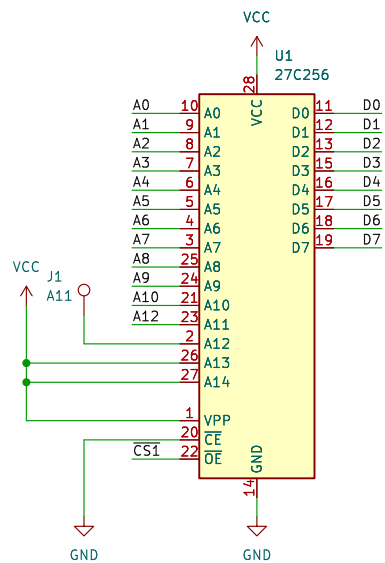 VCC
U1
27C256
28
VCC
A0 10 A0 D0 11 D0
A1 9 A1 D1 12 D1
A2 8 A2 D2 13 D2
A3 7 A3 D3 15 D3
A4 6 A4 D4 16 D4
A5 5 A5 D5 17 D5
A6 4 A6 D6 18 D6
A7 3 A7 D7 19 D7
A8 25 A8
A9 24 A9
A10 21 A10
A12 23 A11
VCC
J1
A11
2 A12
26 A13
27 A14
1 VPP
20 CE
CS1 22 OE
GND
14
GND
GND